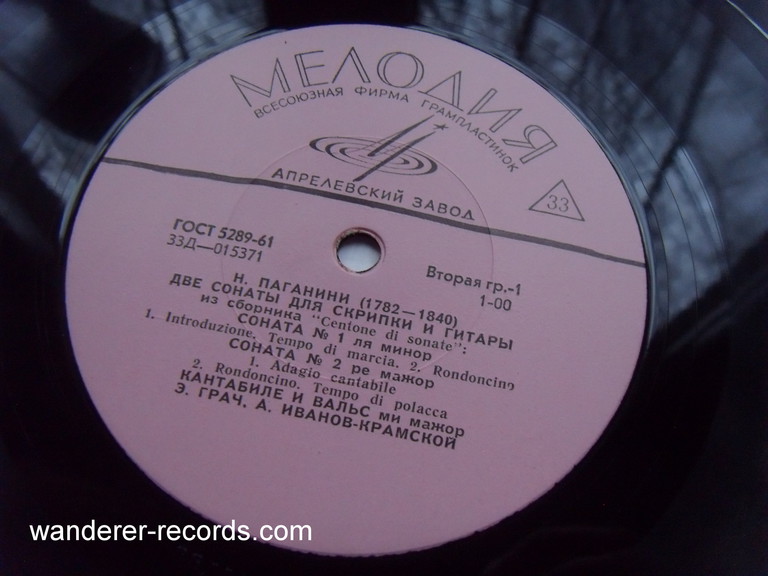 МЕЛОДИЯ
ВСЕСОЮЗНАЯ ФИРМА ГРАМПЛАСТИНОК
АПРЕЛЕВСКИЙ ЗАВОД
33
ГОСТ 5289-61
33Д—015371
Вторая гр.-1
1-00
Н. ПАГАНИНИ (1782—1840)
ДВЕ СОНАТЫ ДЛЯ СКРИПКИ И ГИТАРЫ
из сборника "Centone di sonate":
СОНАТА № 1 ля минор
1. Introduzione. Tempo di marcia. 2. Rondoncino
СОНАТА № 2 ре мажор
1. Adagio cantabile
2. Rondoncino. Tempo di polacca
КАНТАБИЛЕ И ВАЛЬС ми мажор
Э. ГРАЧ, А. ИВАНОВ-КРАМСКОЙ
wanderer-records.com